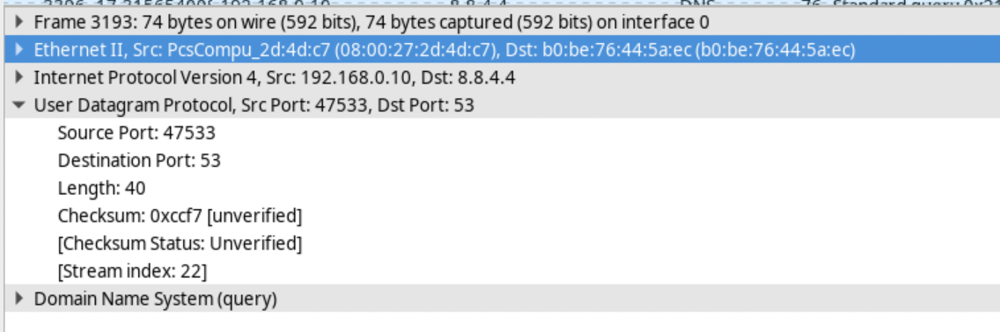 Frame 3193: 74 bytes on wire (592 bits), 74 bytes captured (592 bits) on interface 0
Ethernet II, Src: PcsCompu_2d:4d:c7 (08:00:27:2d:4d:c7), Dst: b0:be:76:44:5a:ec (b0:be:76:44:5a:ec)
Internet Protocol Version 4, Src: 192.168.0.10, Dst: 8.8.4.4
User Datagram Protocol, Src Port: 47533, Dst Port: 53
Source Port: 47533
Destination Port: 53
Length: 40
Checksum: 0xccf7 [unverified]
[Checksum Status: Unverified]
[Stream index: 22]
Domain Name System (query)